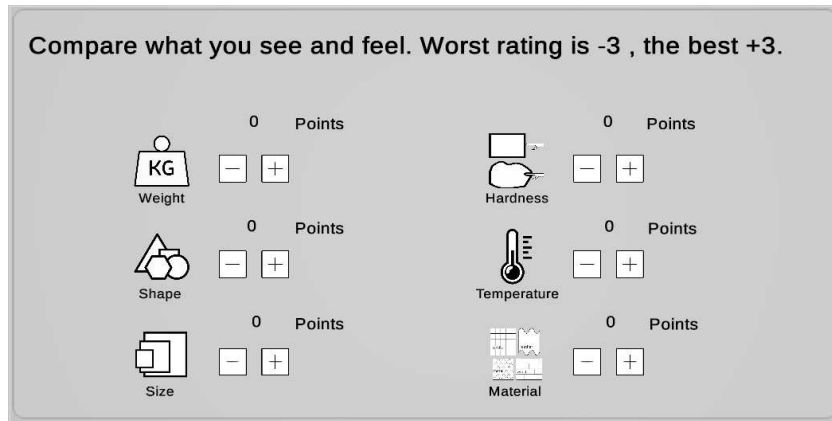 Compare what you see and feel. Worst rating is -3 , the best +3.
0 Points
KG
Weight
0 Points
Shape
0 Points
Size
0 Points
Hardness
0 Points
Temperature
0 Points
Material